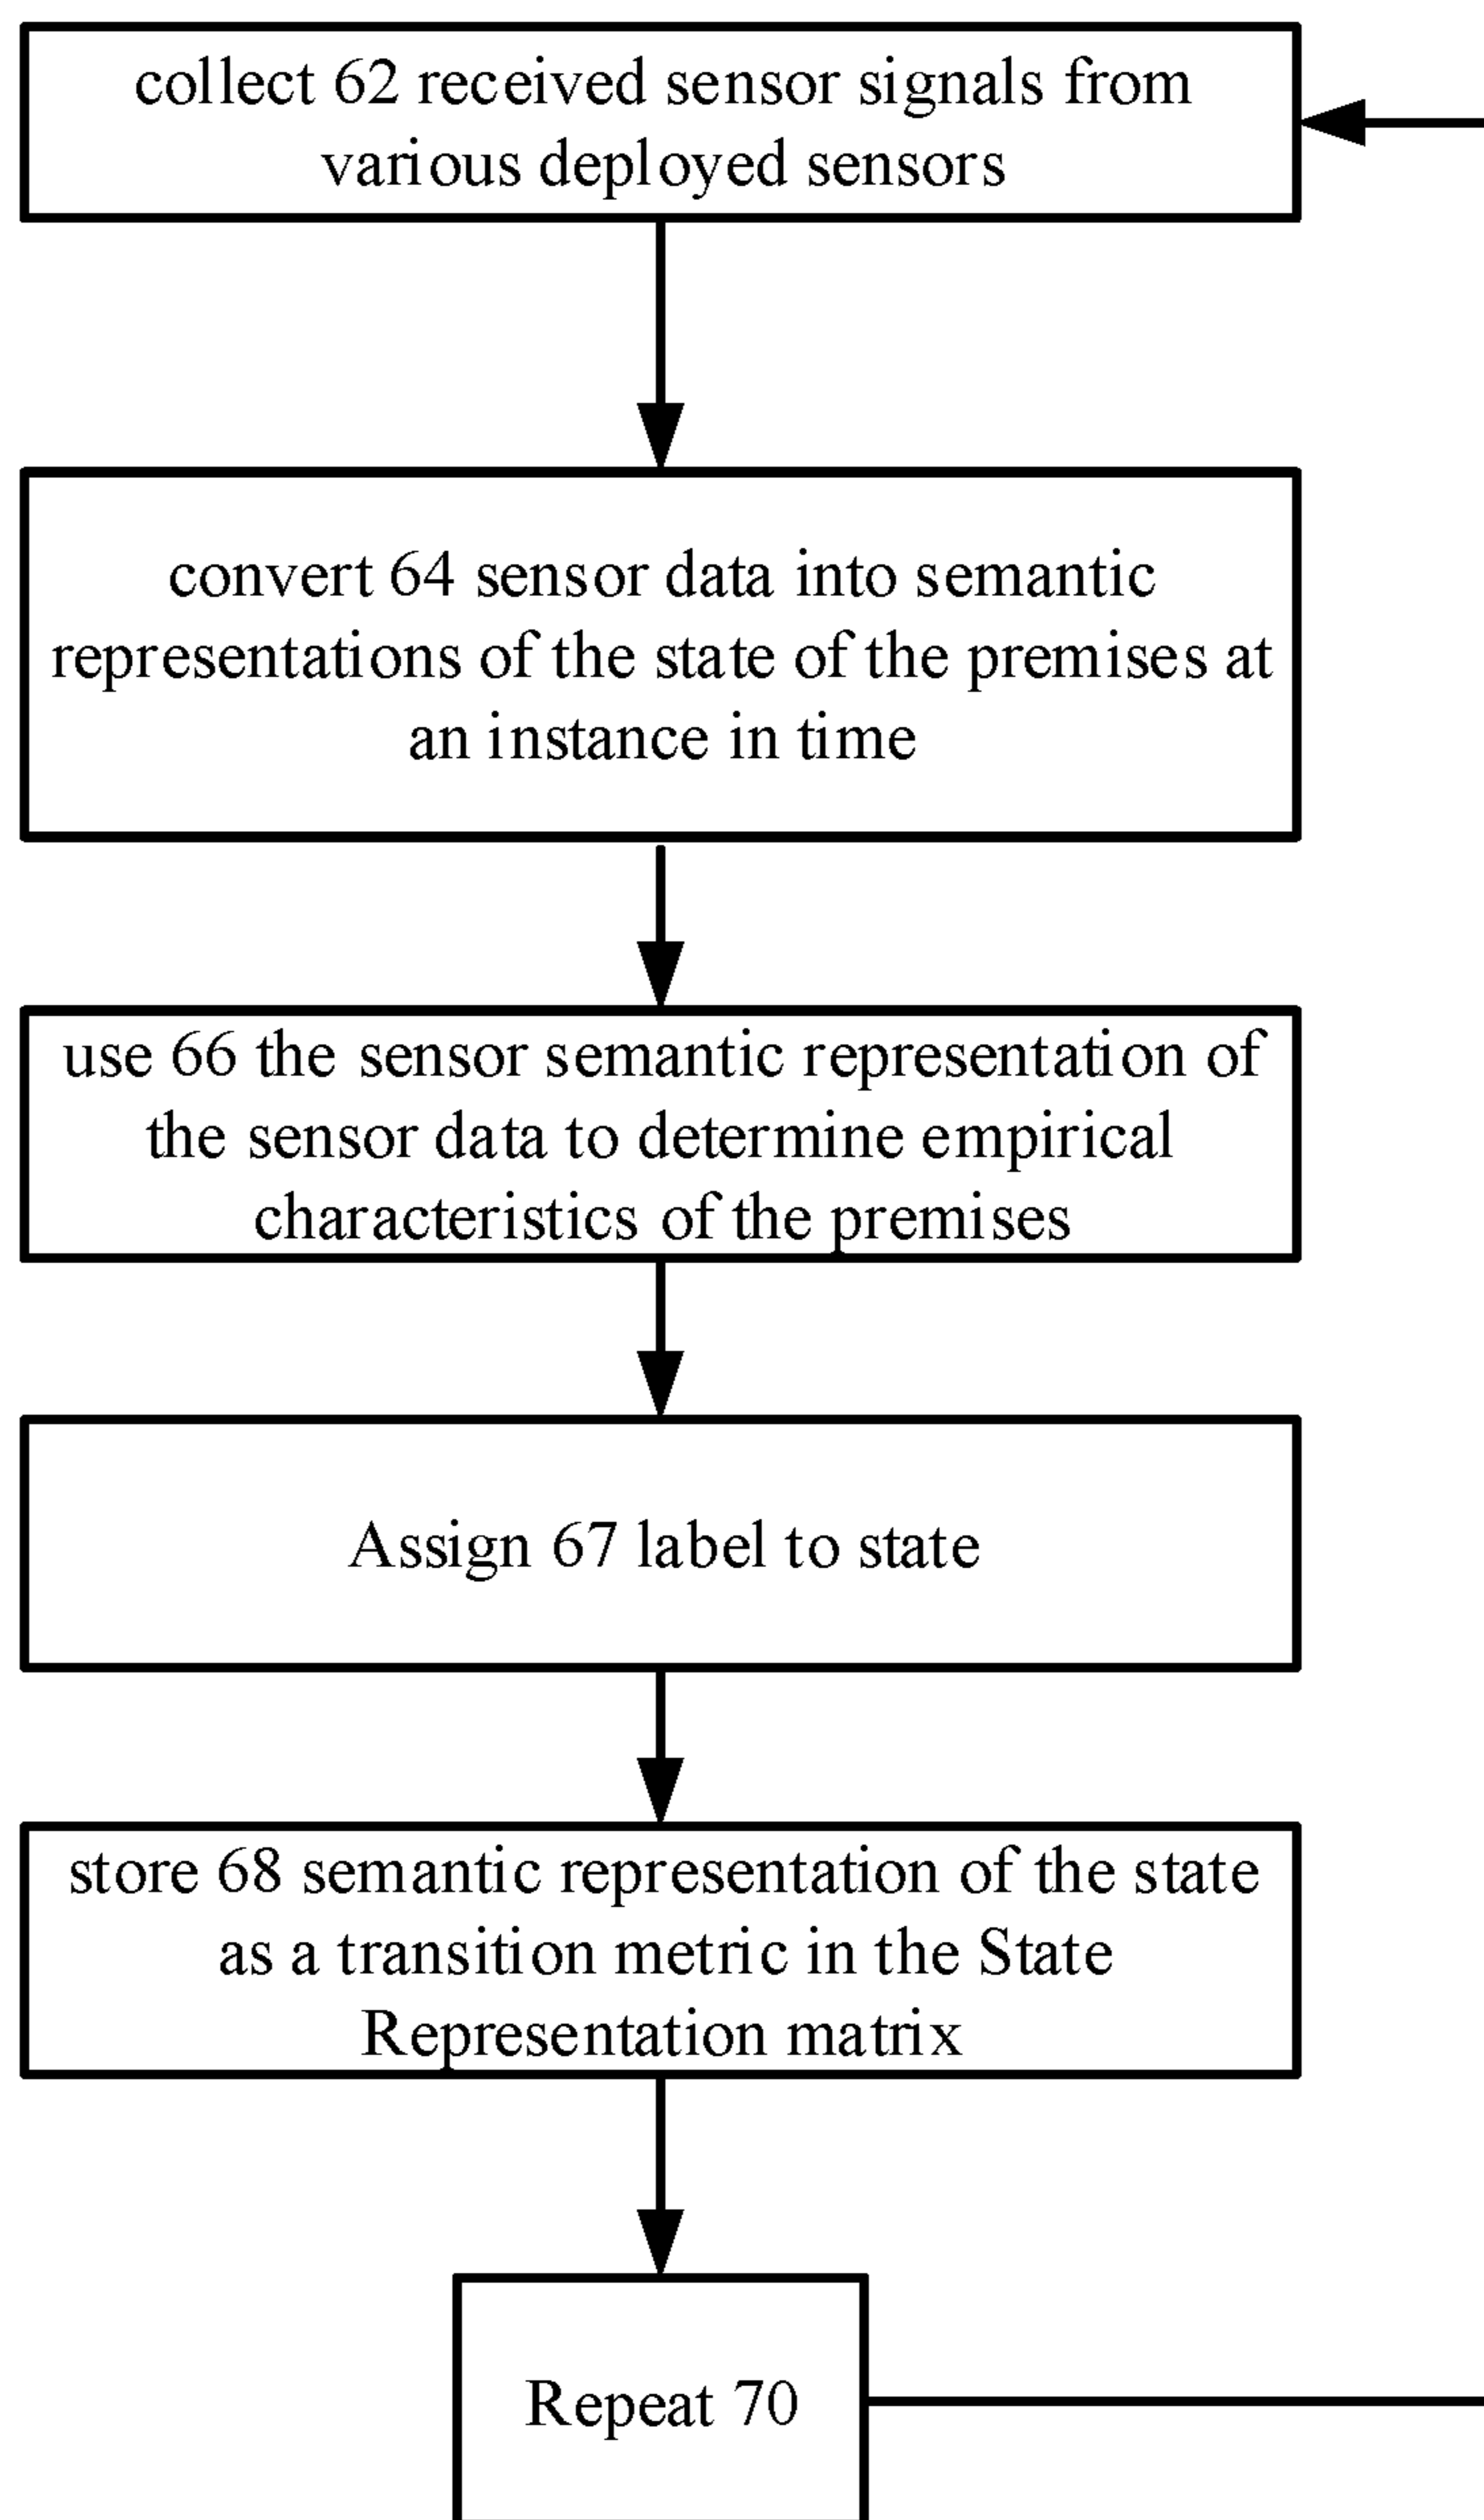 collect 62 received sensor signals from
various deployed sensors
convert 64 sensor data into semantic
representations of the state of the premises at
an instance in time
use 66 the sensor semantic representation of
the sensor data to determine empirical
characteristics of the premises
Assign 67 label to state
store 68 semantic representation of the state
as a transition metric in the State
Representation matrix
Repeat 70